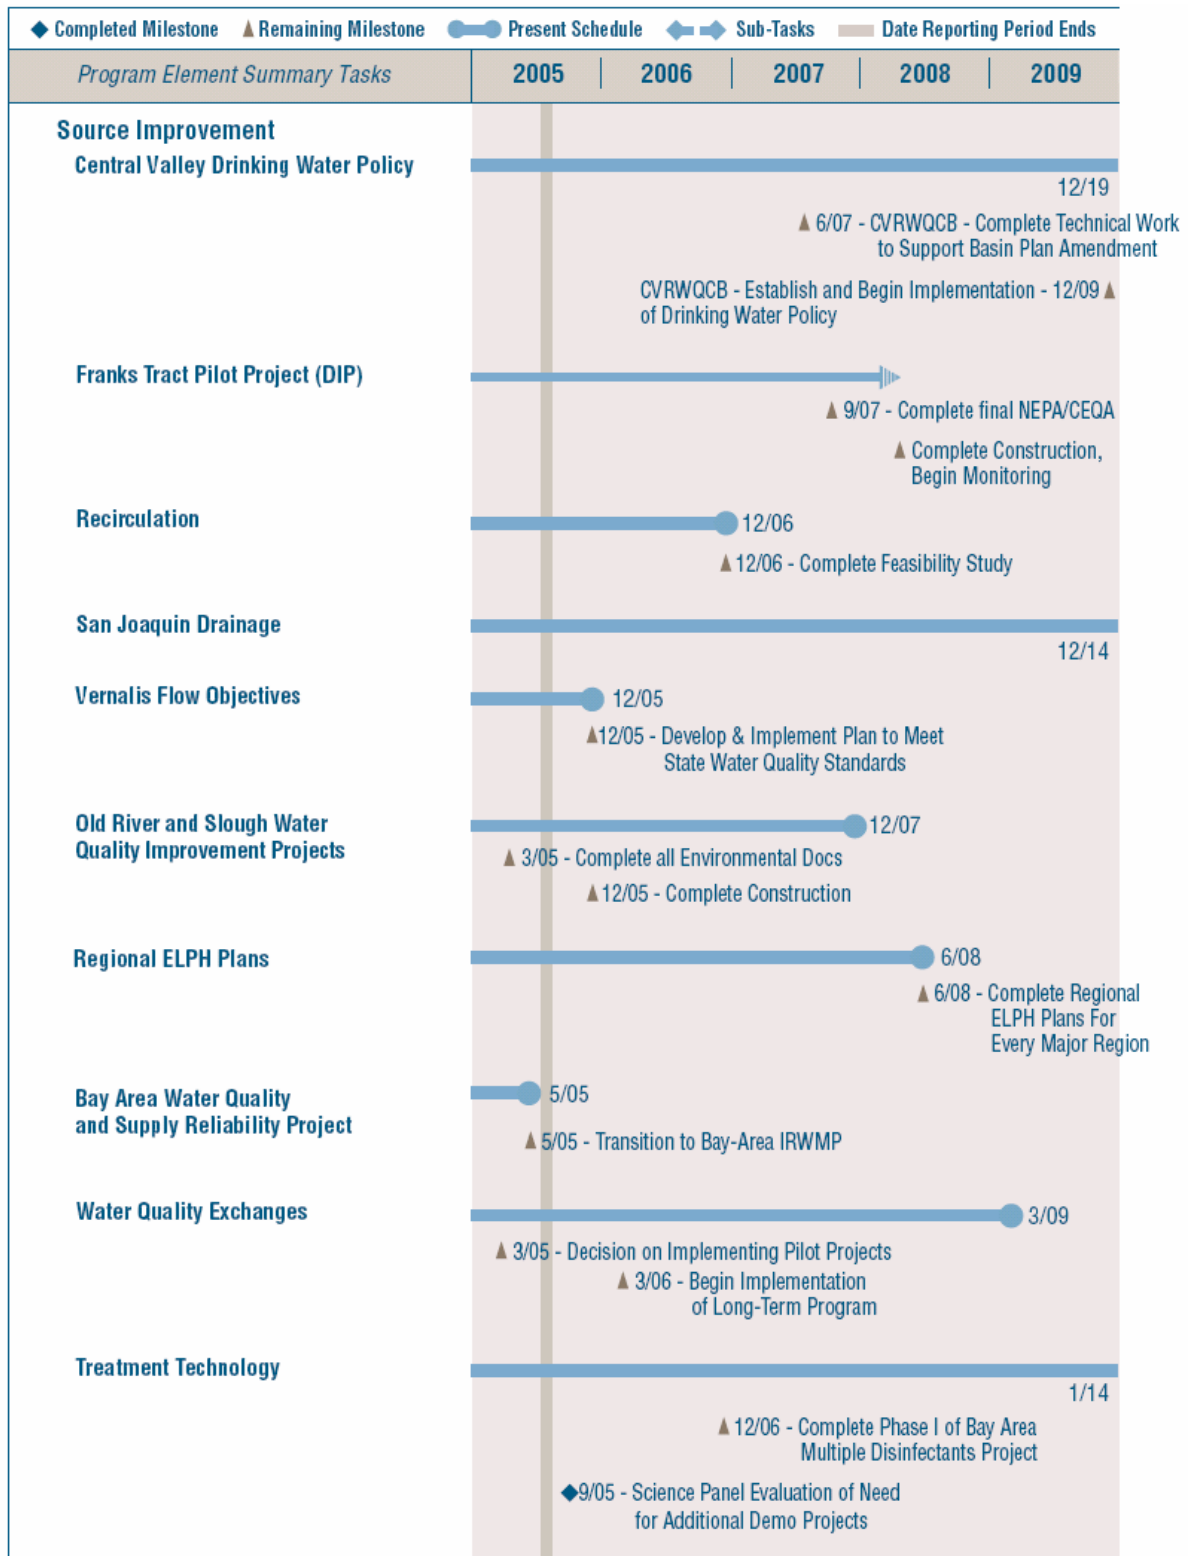 Completed Milestone Remaining Milestone Present Schedule Sub-Tasks Date Reporting Period Ends
Program Element Summary Tasks 2005 2006 2007 2008 2009
Source Improvement
Central Valley Drinking Water Policy
12/19
6/07 - CVRWQCB - Complete Technical Work
to Support Basin Plan Amendment
CVRWQCB - Establish and Begin Implementation - 12/09
of Drinking Water Policy
Franks Tract Pilot Project (DIP)
9/07 - Complete final NEPA/CEQA
Complete Construction,
Begin Monitoring
Recirculation 12/06
12/06 - Complete Feasibility Study
San Joaquin Drainage
12/14
Vernalis Flow Objectives 12/05
12/05 - Develop & Implement Plan to Meet
State Water Quality Standards
Old River and Slough Water 12/07
Quality Improvement Projects
3/05 - Complete all Environmental Docs
12/05 - Complete Construction
Regional ELPH Plans 6/08
6/08 - Complete Regional
ELPH Plans For
Every Major Region
Bay Area Water Quality 5/05
and Supply Reliability Project
5/05 - Transition to Bay-Area IRWMP
Water Quality Exchanges 3/09
3/05 - Decision on Implementing Pilot Projects
3/06 - Begin Implementation
of Long-Term Program
Treatment Technology
1/14
12/06 - Complete Phase I of Bay Area
Multiple Disinfectants Project
9/05 - Science Panel Evaluation of Need
for Additional Demo Projects